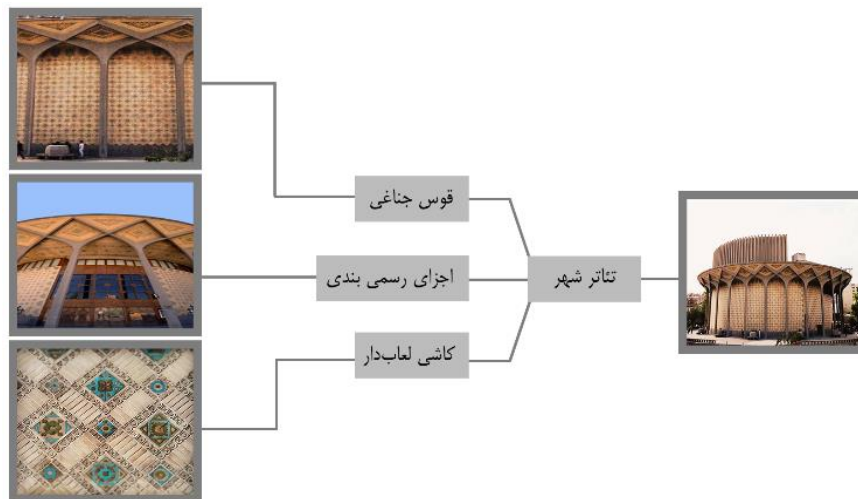 قوس جناغی
اجزای رسمی بندی
تئاتر شهر
کاشی لعاب‌دار